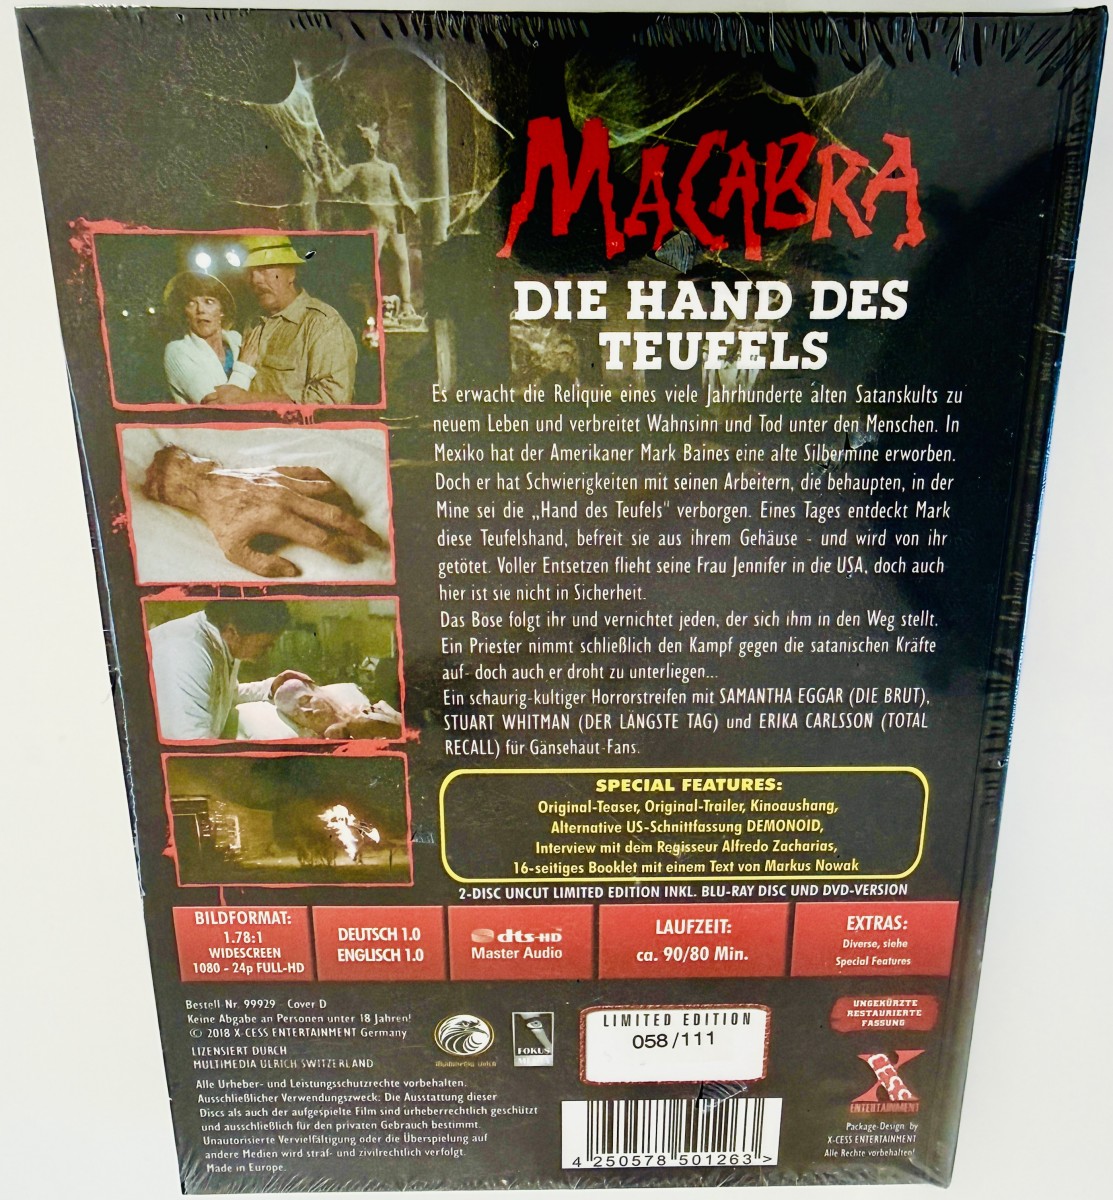 MACABRA
DIE HAND DES
TEUFELS
Es erwacht die Reliquie eines viele Jahrhunderte alten Satanskults zu
neuem Leben und verbreitet Wahnsinn und Tod unter den Menschen. In
Mexiko hat der Amerikaner Mark Baines eine alte Silbermine erworben.
Doch er hat Schwierigkeiten mit seinen Arbeitern, die behaupten, in der
Mine sei die „Hand des Teufels" verborgen. Eines Tages entdeckt Mark
diese Teufelshand, befreit sie aus ihrem Gehäuse - und wird von ihr
getötet. Voller Entsetzen flieht seine Frau Jennifer in die USA, doch auch
hier ist sie nicht in Sicherheit.
Das Böse folgt ihr und vernichtet jeden, der sich ihm in den Weg stellt.
Ein Priester nimmt schließlich den Kampf gegen die satanischen Kräfte
auf- doch auch er droht zu unterliegen...
Ein schaurig-kultiger Horrorstreifen mit SAMANTHA EGGAR (DIE BRUT),
STUART WHITMAN (DER LÄNGSTE TAG) und ERIKA CARLSSON (TOTAL
RECALL) für Gänsehaut-Fans.
SPECIAL FEATURES:
Original-Teaser, Original-Trailer, Kinoaushang,
Alternative US-Schnittfassung DEMONOID,
Interview mit dem Regisseur Alfredo Zacharias,
16-seitiges Booklet mit einem Text von Markus Nowak
2-DISC UNCUT LIMITED EDITION INKL. BLU-RAY DISC UND DVD-VERSION
BILDFORMAT:
1.78:1
WIDESCREEN
1080 - 24p FULL-HD
DEUTSCH 1.0
ENGLISCH 1.0
dts-HD
Master Audio
LAUFZEIT:
ca. 90/80 Min.
EXTRAS:
Diverse, siehe
Special Features
Bestell Nr. 99929 - Cover D
Keine Abgabe an Personen unter 18 Jahren!
© 2018 X-CESS ENTERTAINMENT Germany
LIZENSIERT DURCH
MULTIMEDIA ULRICH SWITZERLAND
Alle Urheber- und Leistungsschutzrechte vorbehalten.
Ausschließlicher Verwendungszweck: Die Ausstattung dieser
Discs als auch der aufgespielte Film sind urheberrechtlich geschützt
und ausschließlich für den privaten Gebrauch bestimmt.
Unautorisierte Vervielfältigung oder die Überspielung auf
andere Medien wird straf- und zivilrechtlich verfolgt.
Made in Europe.
multimedia ulrich
FOKUS
MEDIA
LIMITED EDITION
058/111
4 250578 501263 >
UNGEKÜRZTE
RESTAURIERTE
FASSUNG
X CESS
ENTERTAINMENT
Package-Design: by
X-CESS ENTERTAINMENT
Alle Rechte vorbehalten!